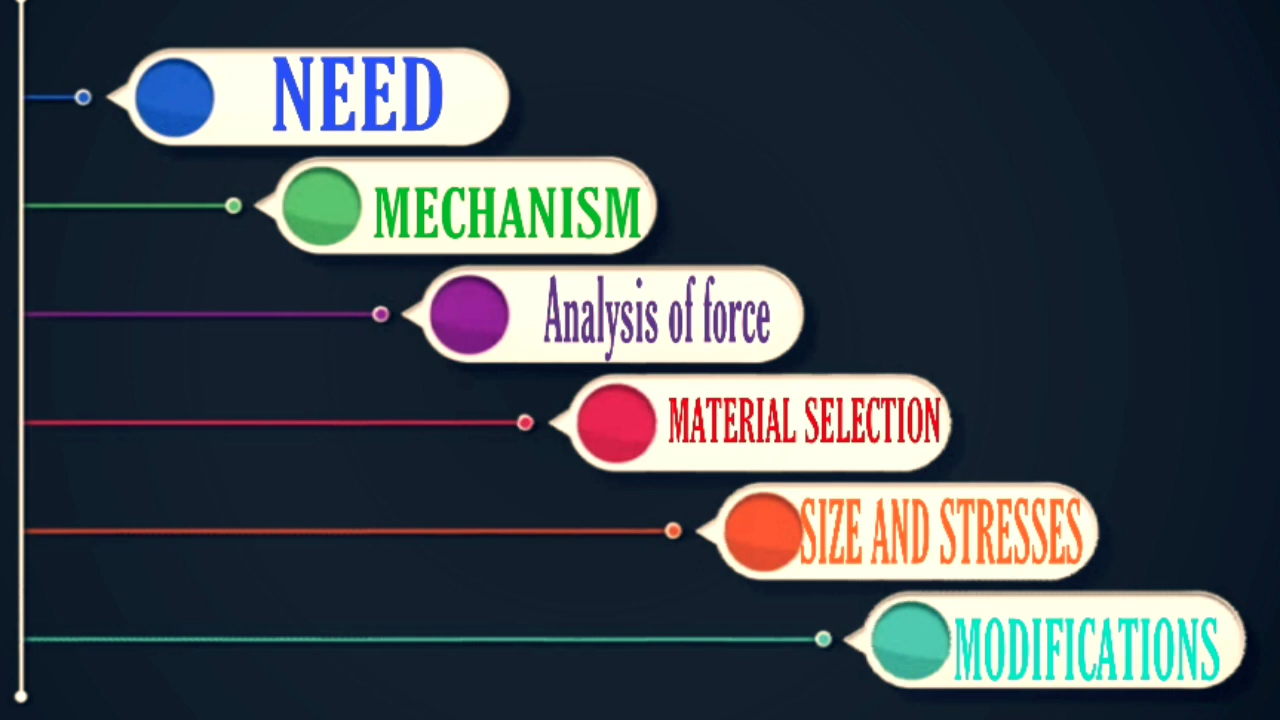 NEED
MECHANISM
Analysis of force
MATERIAL SELECTION
SIZE AND STRESSES
MODIFICATIONS